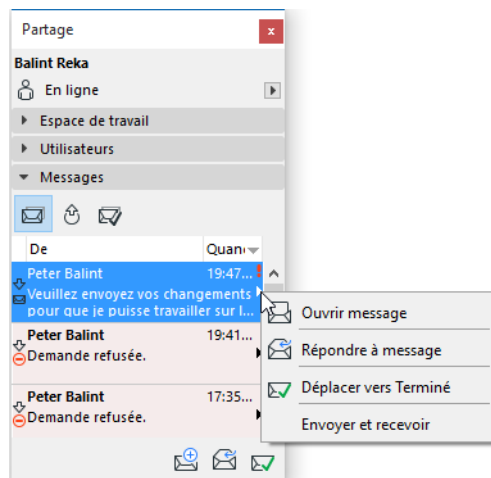 Partage
x
Balint Reka
En ligne
Espace de travail
Utilisateurs
Messages
De Quan
Peter Balint 19:47... !
Veuillez envoyez vos changements
pour que je puisse travailler sur l...
Peter Balint 19:41...
Demande refusée.
Peter Balint 17:35...
Demande refusée.
Ouvrir message
Répondre à message
Déplacer vers Terminé
Envoyer et recevoir